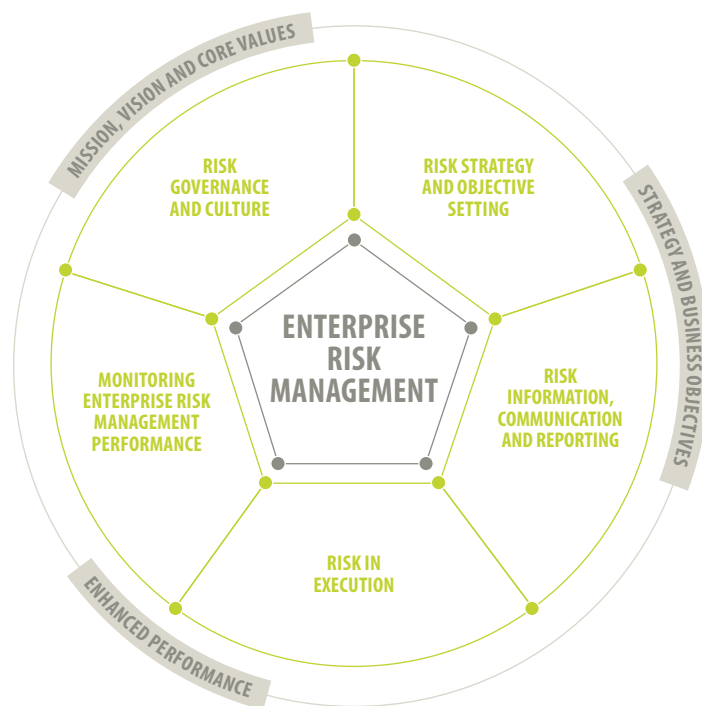 MISSION, VISION AND CORE VALUES
RISK
GOVERNANCE
AND CULTURE
RISK STRATEGY
AND OBJECTIVE
SETTING
STRATEGY AND BUSINESS OBJECTIVES
ENTERPRISE
RISK
MANAGEMENT
MONITORING
ENTERPRISE RISK
MANAGEMENT
PERFORMANCE
RISK
INFORMATION,
COMMUNICATION
AND REPORTING
RISK IN
EXECUTION
ENHANCED PERFORMANCE